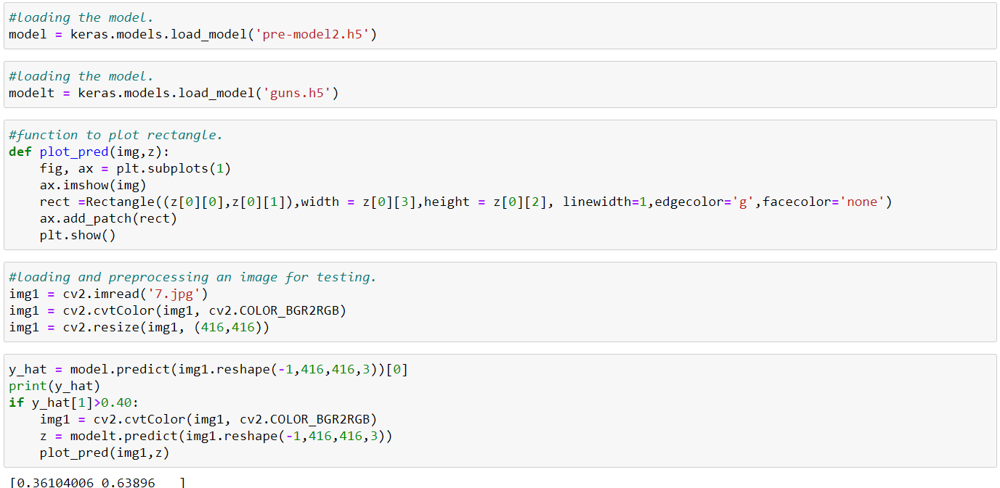 #loading the model.
model = keras.models.load_model('pre-model2.h5')
#loading the model.
modelt = keras.models.load_model('guns.h5')
#function to plot rectangle.
def plot_pred(img,z):
    fig, ax = plt.subplots(1)
    ax.imshow(img)
    rect =Rectangle((z[0][0],z[0][1]),width = z[0][3],height = z[0][2], linewidth=1,edgecolor='g',facecolor='none')
    ax.add_patch(rect)
    plt.show()
#loading and preprocessing an image for testing.
img1 = cv2.imread('7.jpg')
img1 = cv2.cvtColor(img1, cv2.COLOR_BGR2RGB)
img1 = cv2.resize(img1, (416,416))
y_hat = model.predict(img1.reshape(-1,416,416,3))[0]
print(y_hat)
if y_hat[1]>0.40:
    img1 = cv2.cvtColor(img1, cv2.COLOR_BGR2RGB)
    z = modelt.predict(img1.reshape(-1,416,416,3))
    plot_pred(img1,z)
[0.36104006 0.63896   ]